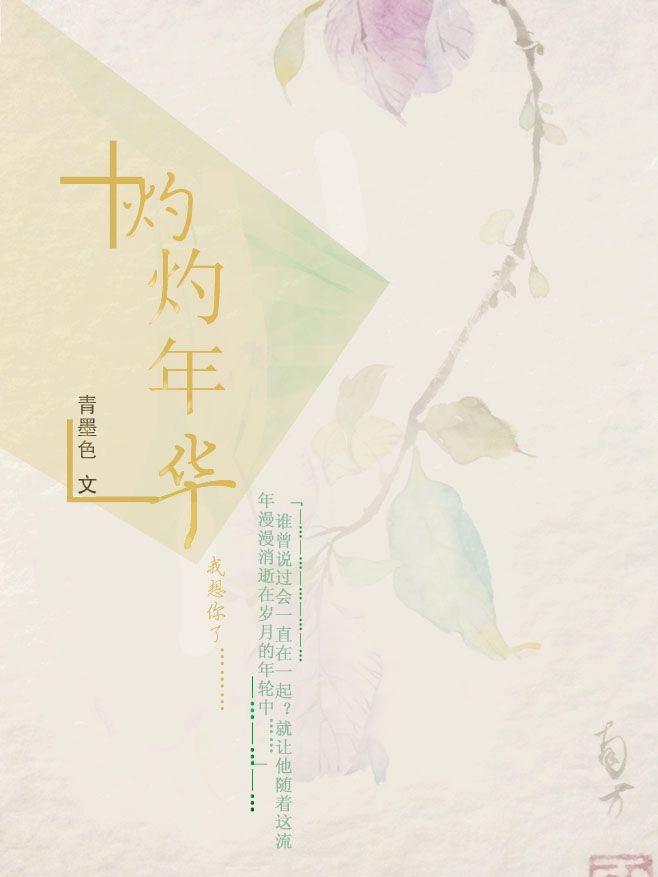 灼灼年华
青墨色 文
我想你了………
「谁曾说过会一直在一起？就让他随着这流
年漫漫消逝在岁月的年轮中……」
南方